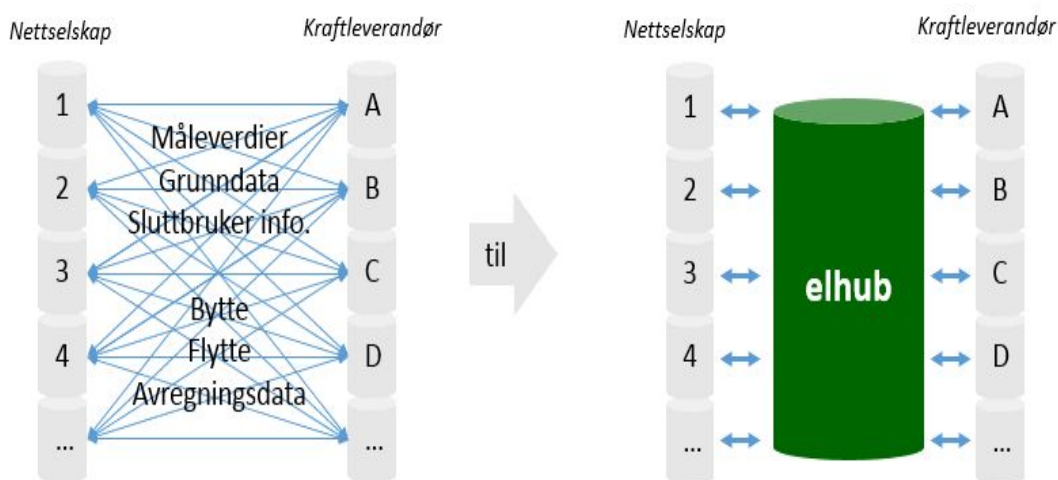 Nettselskap
Kraftleverandør
1
A
Måleverdier
Grunndata
2
B
Sluttbruker info.
3
C
Bytte
Flytte
4
D
Avregningsdata
...
...
til
Nettselskap
Kraftleverandør
1
A
2
B
3
C
elhub
4
D
...
...